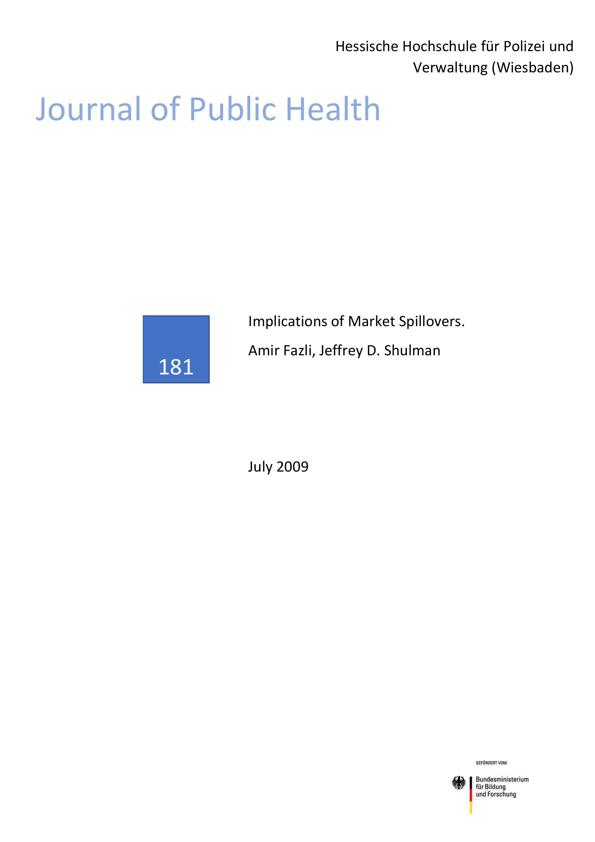 Hessische Hochschule für Polizei und
Verwaltung (Wiesbaden)
Journal of Public Health
181
Implications of Market Spillovers.
Amir Fazli, Jeffrey D. Shulman
July 2009
GEFÖRDERT VOM
Bundesministerium
für Bildung
und Forschung